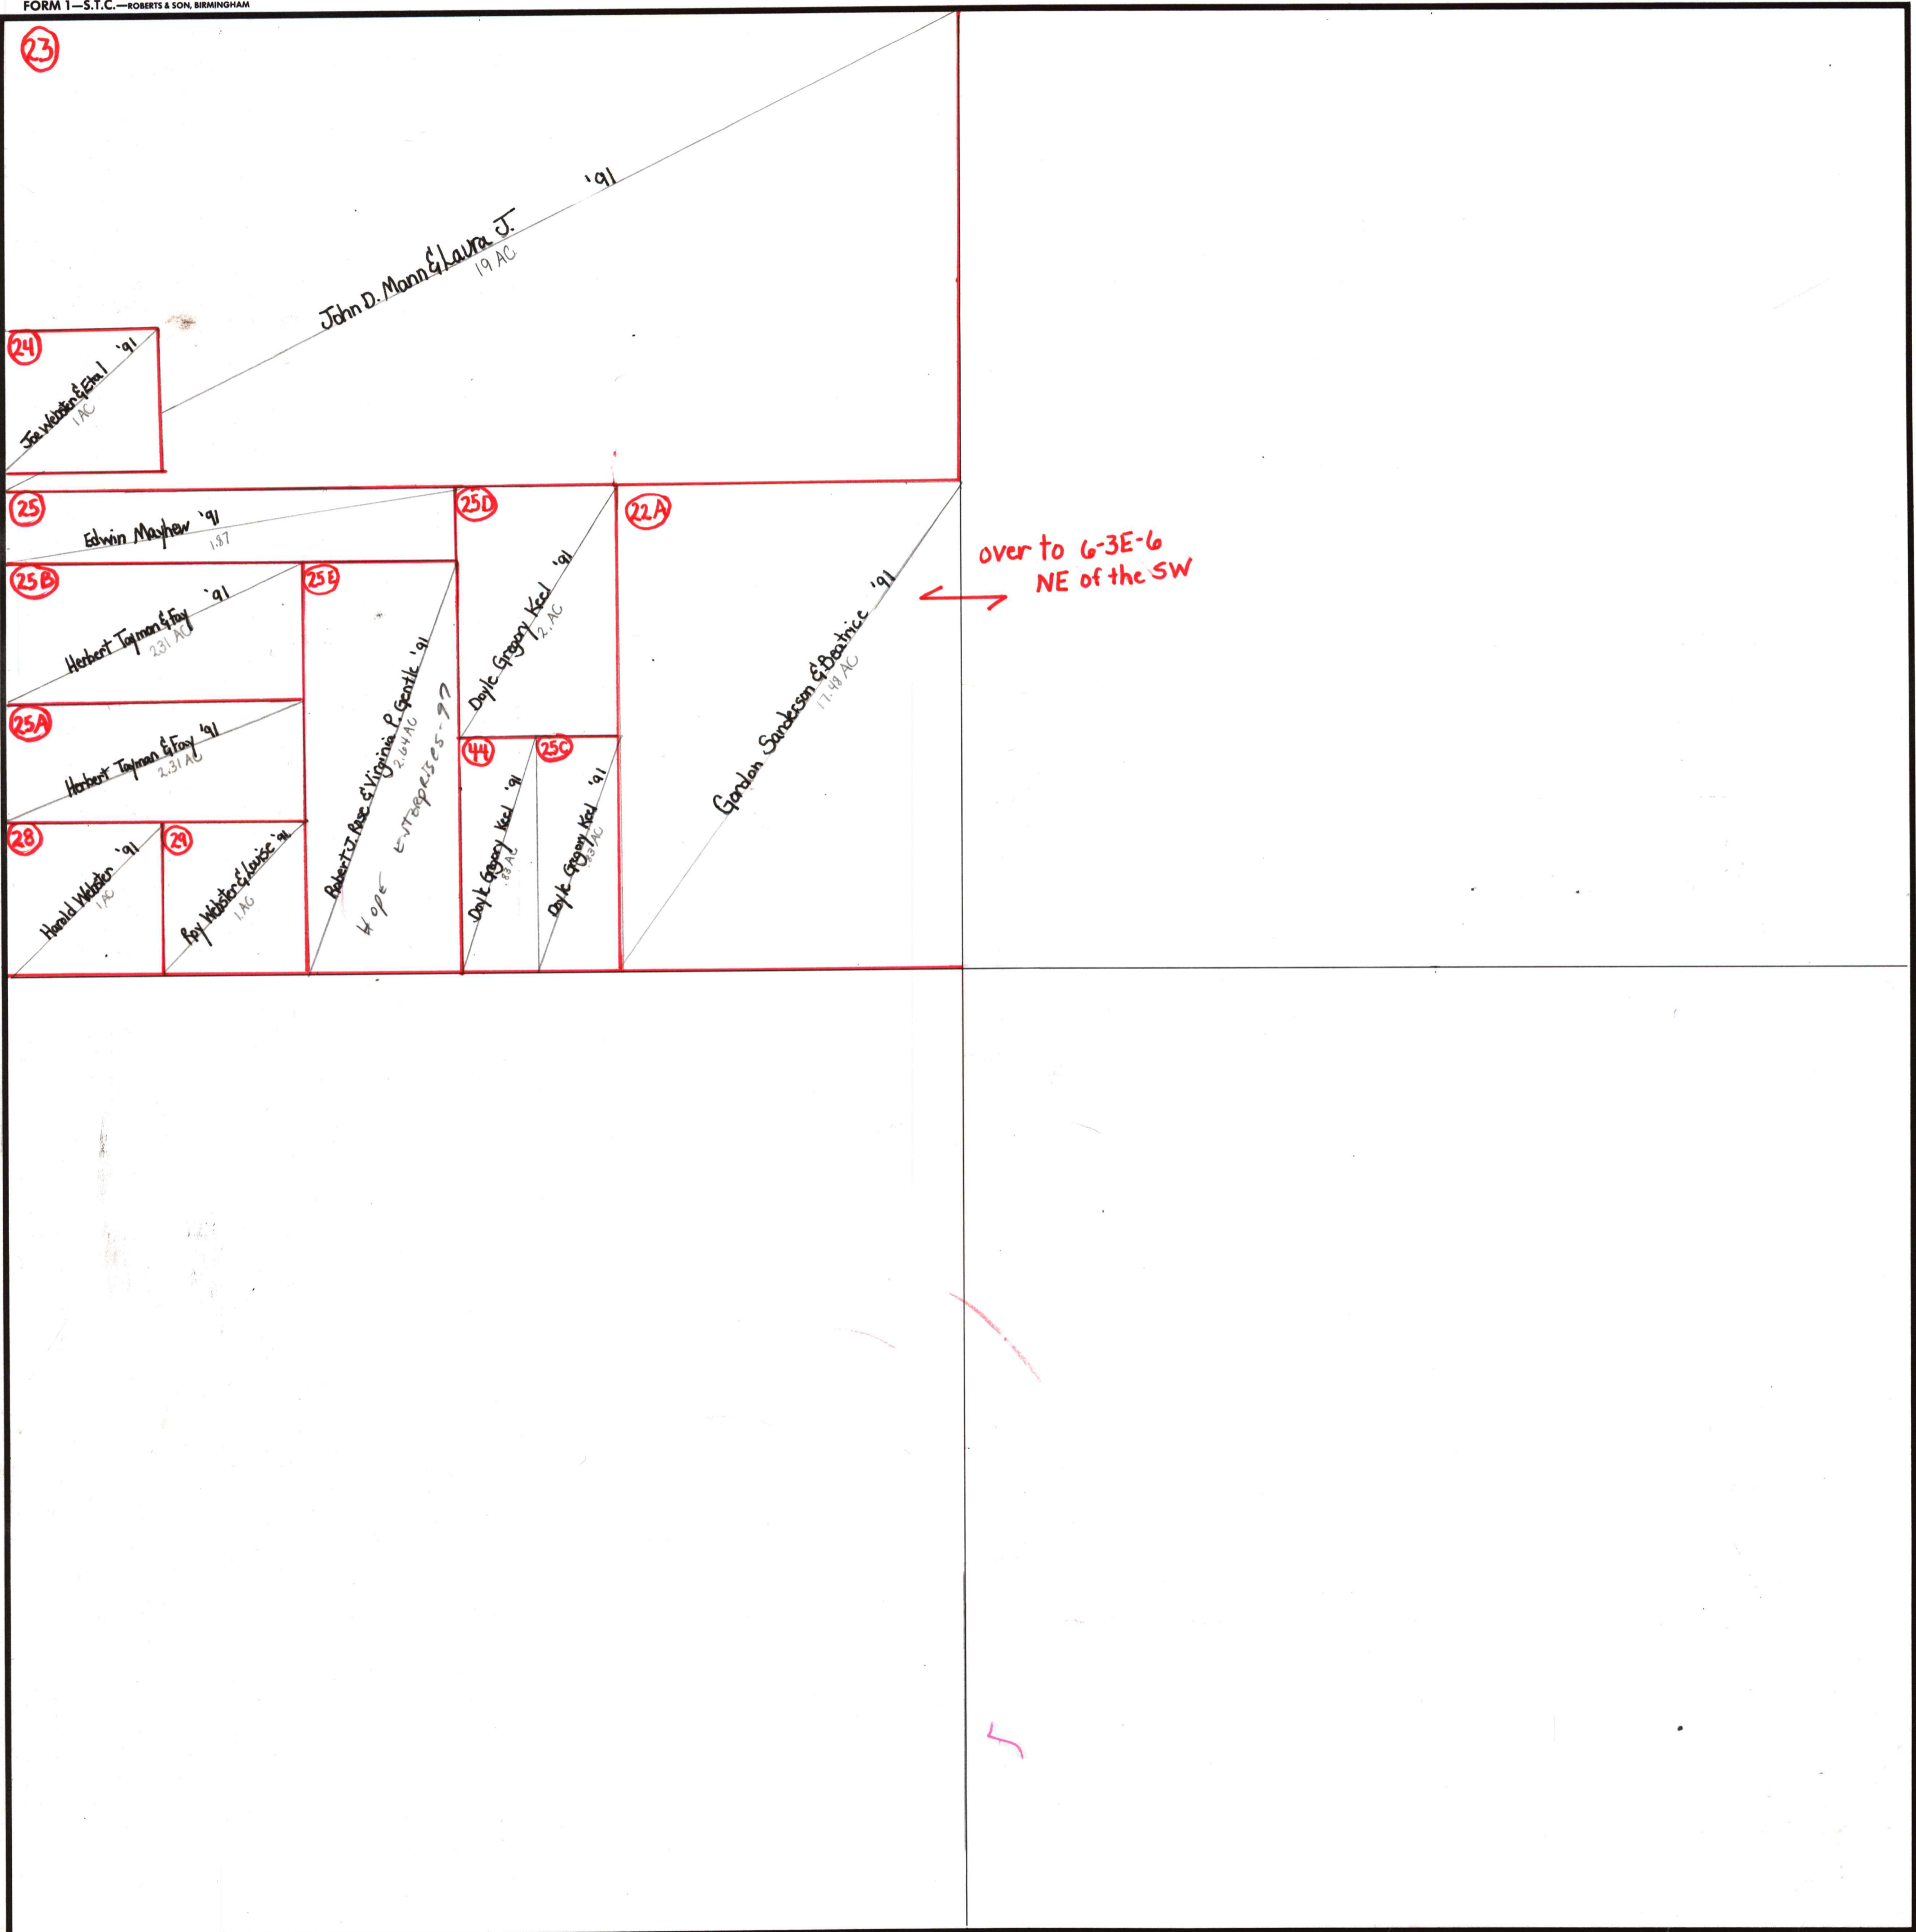 FORM 1—S.T.C.—ROBERTS & SON, BIRMINGHAM
23
John D. Mann & Laura J. '91
19 AC
24
Joe Webster & Etal '91
1 AC
25
Edwin Mayhew '91
1.87
25D
Doyle Gregory Keel '91
2. AC
22A
Gordon Sanderson & Beatrice '91
17.48 AC
over to 6-3E-6
NE of the SW
25B
Herbert Tayman & Fay '91
2.31 AC
25E
Robert J. Rose & Virginia P. Gentle '91
2.64 AC
HOPE ENTERPRISES-97
25A
Herbert Tayman & Fay '91
2.31 AC
44
Doyle Gregory Keel '91
.83 AC
25C
Doyle Gregory Keel '91
.83 AC
28
Harold Webster '91
1 AC
29
Roy Webster & Louise '91
1 AC